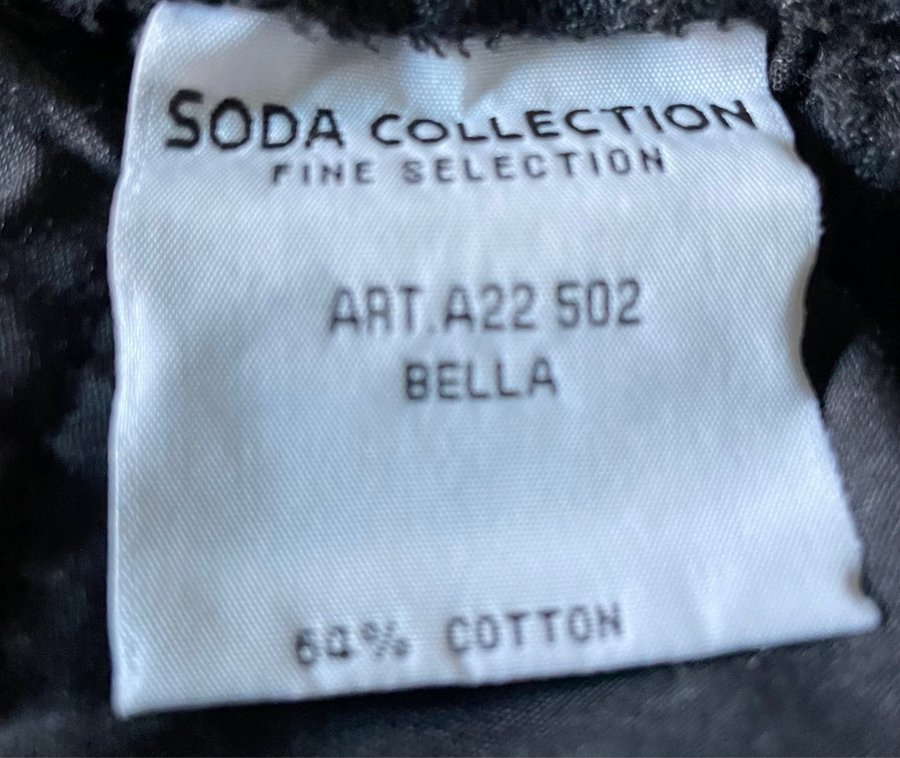 SODA COLLECTION
FINE SELECTION
ART.A22 502
BELLA
COTTON